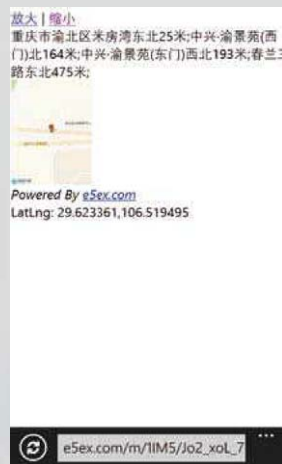 放大 | 缩小
重庆市渝北区米房湾东北25米;中兴·渝景苑(西
门)北164米;中兴·渝景苑(东门)西北193米;春兰三
路东北475米;
Powered By e5ex.com
LatLng: 29.623361,106.519495
e5ex.com/m/1IM5/Jo2_xoL_7